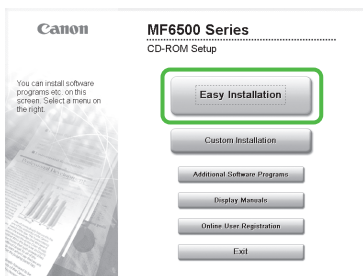 Canon
MF6500 Series
CD-ROM Setup
You can install software
programs etc. on this
screen. Select a menu on
the right.
Easy Installation
Custom Installation
Additional Software Programs
Display Manuals
Online User Registration
Exit